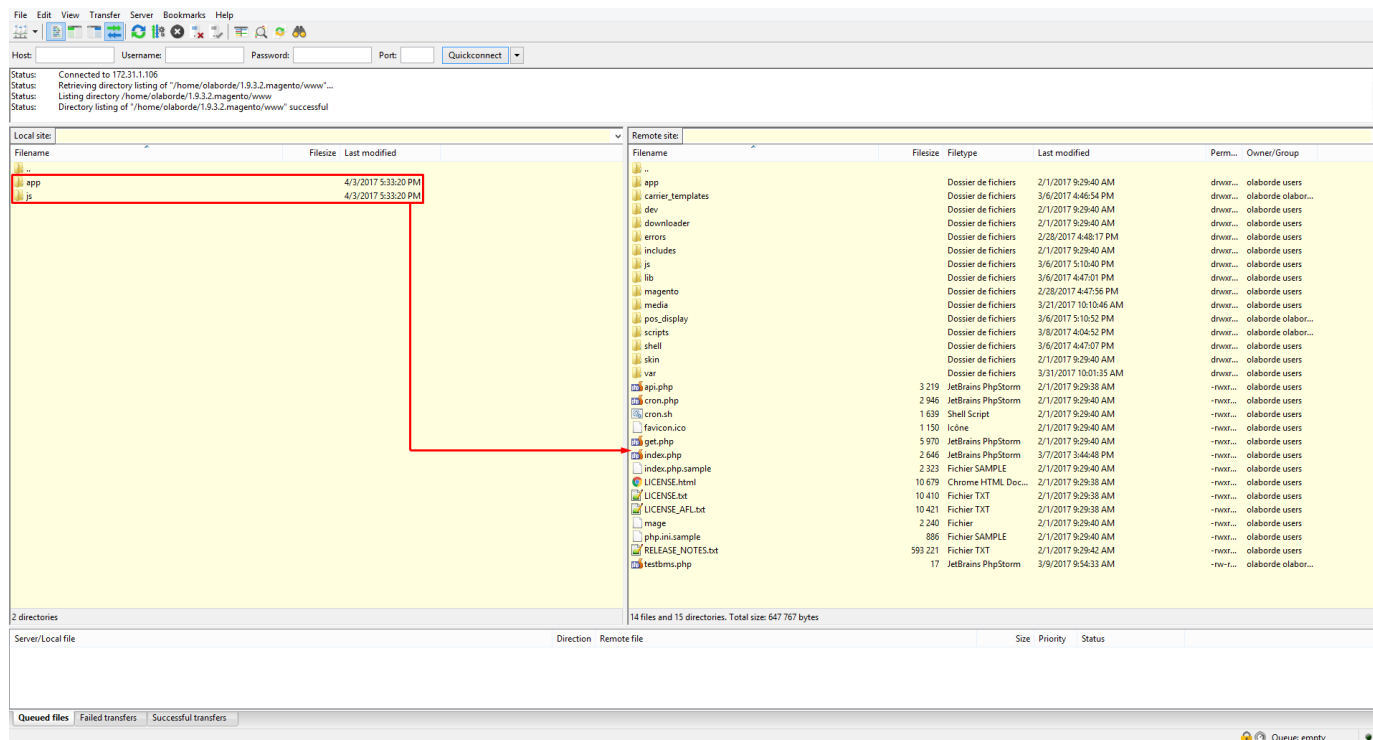 File Edit View Transfer Server Bookmarks Help
Host: Username: Password: Port: Quickconnect
Status: Connected to 172.31.1.106
Status: Retrieving directory listing of "/home/olaborde/1.9.3.2.magento/www"...
Status: Listing directory /home/olaborde/1.9.3.2.magento/www
Status: Directory listing of "/home/olaborde/1.9.3.2.magento/www" successful
Local site: Remote site:
Filename Filesize Last modified Filename Filesize Filetype Last modified Perm... Owner/Group
.. ..
app 4/3/2017 5:33:20 PM app Dossier de fichiers 2/1/2017 9:29:40 AM drwxr... olaborde users
js 4/3/2017 5:33:20 PM carrier_templates Dossier de fichiers 3/6/2017 4:46:54 PM drwxr... olaborde olabor...
dev Dossier de fichiers 2/1/2017 9:29:40 AM drwxr... olaborde users
downloader Dossier de fichiers 2/1/2017 9:29:40 AM drwxr... olaborde users
errors Dossier de fichiers 2/28/2017 4:48:17 PM drwxr... olaborde users
includes Dossier de fichiers 2/1/2017 9:29:40 AM drwxr... olaborde users
js Dossier de fichiers 3/6/2017 5:10:40 PM drwxr... olaborde users
lib Dossier de fichiers 3/6/2017 4:47:01 PM drwxr... olaborde users
magento Dossier de fichiers 2/28/2017 4:47:56 PM drwxr... olaborde users
media Dossier de fichiers 3/21/2017 10:10:46 AM drwxr... olaborde users
pos_display Dossier de fichiers 3/6/2017 5:10:52 PM drwxr... olaborde olabor...
scripts Dossier de fichiers 3/8/2017 4:04:52 PM drwxr... olaborde olabor...
shell Dossier de fichiers 3/6/2017 4:47:07 PM drwxr... olaborde users
skin Dossier de fichiers 2/1/2017 9:29:40 AM drwxr... olaborde users
var Dossier de fichiers 3/31/2017 10:01:35 AM drwxr... olaborde users
api.php 3 219 JetBrains PhpStorm 2/1/2017 9:29:38 AM -rwxr... olaborde users
cron.php 2 946 JetBrains PhpStorm 2/1/2017 9:29:40 AM -rwxr... olaborde users
cron.sh 1 639 Shell Script 2/1/2017 9:29:40 AM -rwxr... olaborde users
favicon.ico 1 150 Icône 2/1/2017 9:29:40 AM -rwxr... olaborde users
get.php 5 970 JetBrains PhpStorm 2/1/2017 9:29:40 AM -rwxr... olaborde users
index.php 2 646 JetBrains PhpStorm 3/7/2017 3:44:48 PM -rwxr... olaborde users
index.php.sample 2 323 Fichier SAMPLE 2/1/2017 9:29:40 AM -rwxr... olaborde users
LICENSE.html 10 679 Chrome HTML Doc... 2/1/2017 9:29:38 AM -rwxr... olaborde users
LICENSE.txt 10 410 Fichier TXT 2/1/2017 9:29:38 AM -rwxr... olaborde users
LICENSE_AFL.txt 10 421 Fichier TXT 2/1/2017 9:29:38 AM -rwxr... olaborde users
mage 2 240 Fichier 2/1/2017 9:29:40 AM -rwxr... olaborde users
php.ini.sample 886 Fichier SAMPLE 2/1/2017 9:29:40 AM -rwxr... olaborde users
RELEASE_NOTES.txt 593 221 Fichier TXT 2/1/2017 9:29:42 AM -rwxr... olaborde users
testbms.php 17 JetBrains PhpStorm 3/9/2017 9:54:33 AM -rw-r... olaborde olabor...
2 directories 14 files and 15 directories. Total size: 647 767 bytes
Server/Local file Direction Remote file Size Priority Status
Queued files Failed transfers Successful transfers
Queue: empty